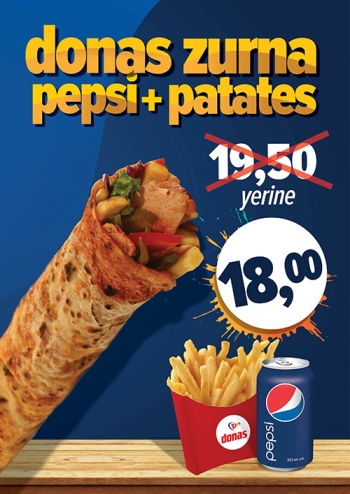 donas zurna
pepsi + patates
19,50
yerine
18,00
donas
pepsi